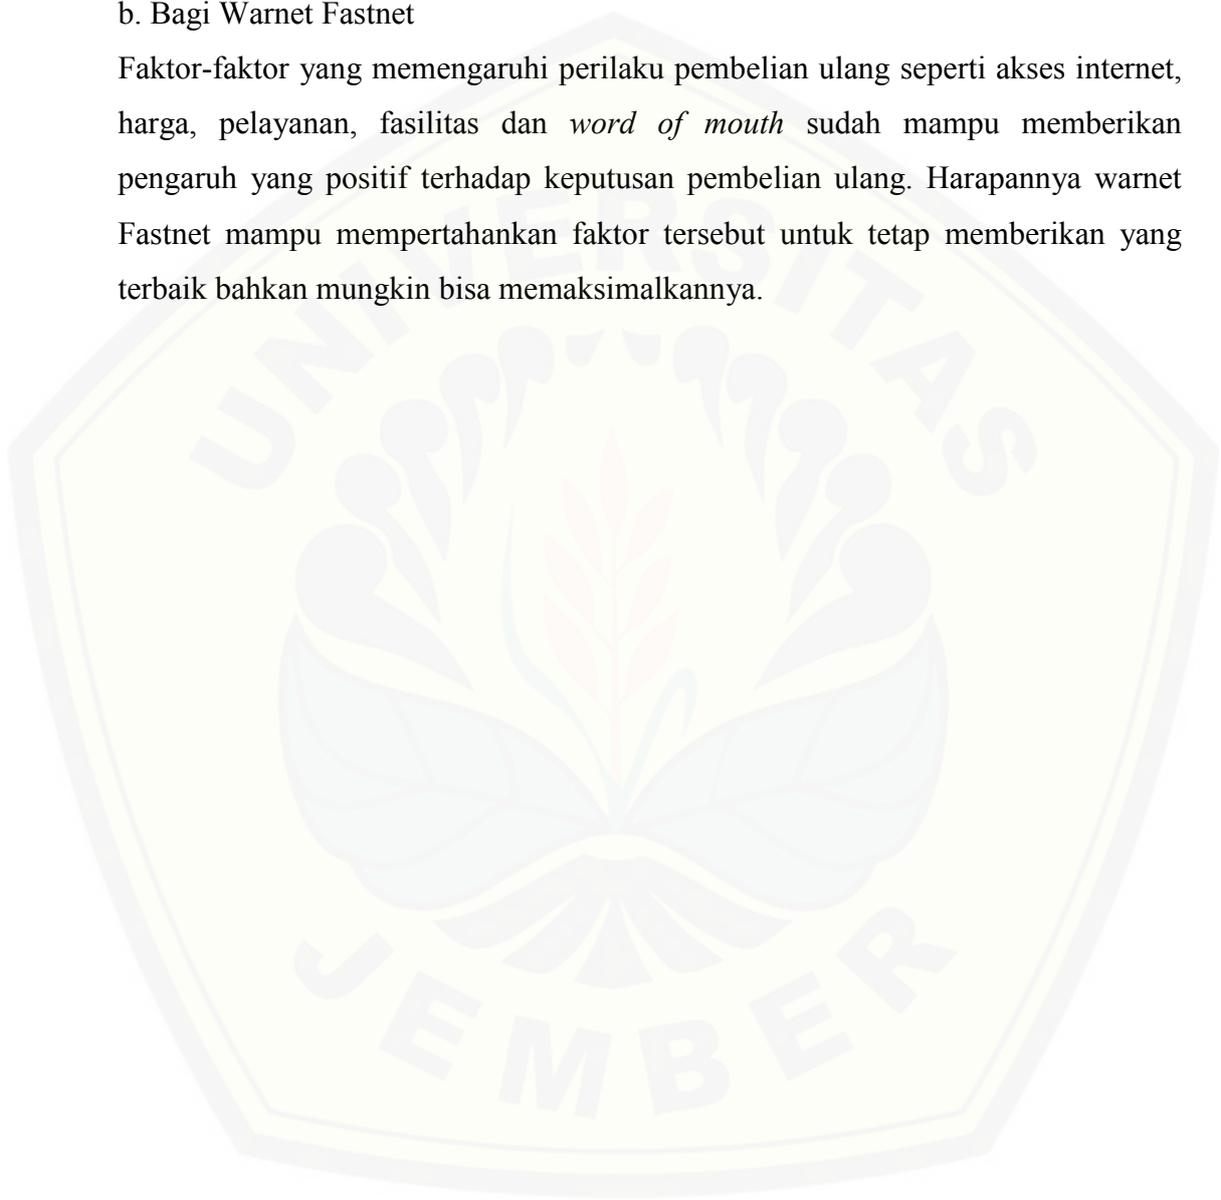 b. Bagi Warnet Fastnet
Faktor-faktor yang memengaruhi perilaku pembelian ulang seperti akses internet,
harga, pelayanan, fasilitas dan word of mouth sudah mampu memberikan
pengaruh yang positif terhadap keputusan pembelian ulang. Harapannya warnet
Fastnet mampu mempertahankan faktor tersebut untuk tetap memberikan yang
terbaik bahkan mungkin bisa memaksimalkannya.
UNIVERSITAS
JEMBER